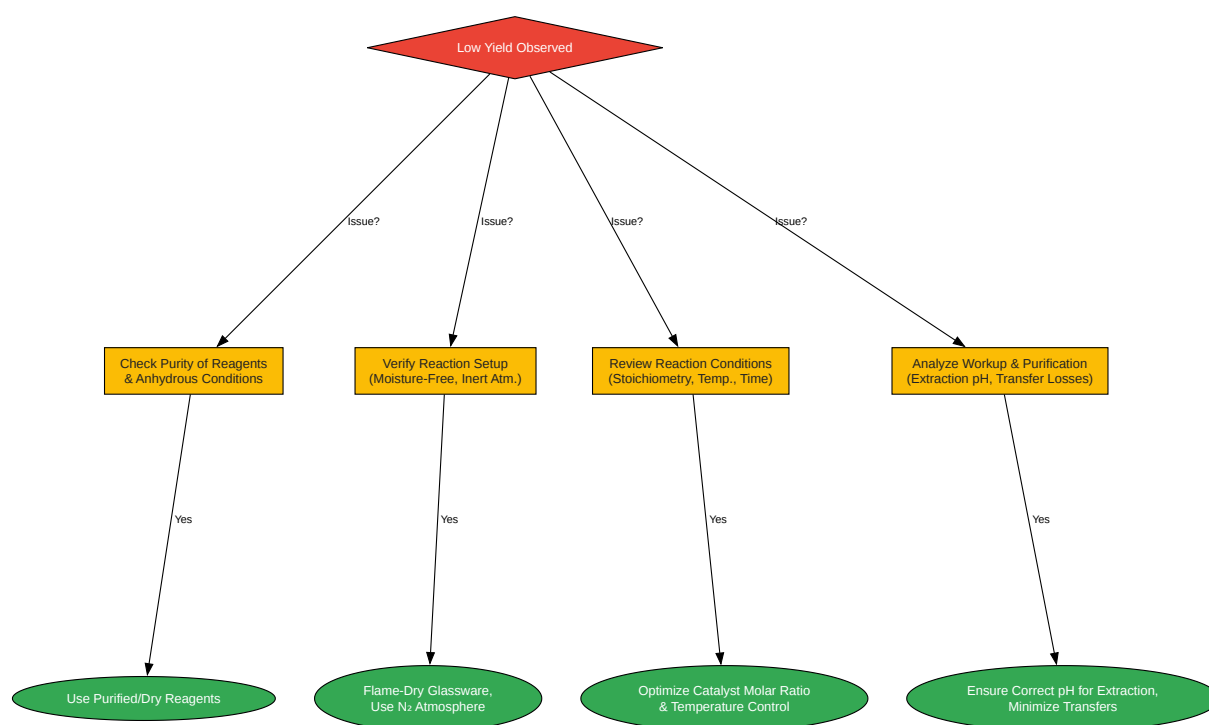 Low Yield Observed
Issue?
Issue?
Issue?
Issue?
Check Purity of Reagents
& Anhydrous Conditions
Verify Reaction Setup
(Moisture-Free, Inert Atm.)
Review Reaction Conditions
(Stoichiometry, Temp., Time)
Analyze Workup & Purification
(Extraction pH, Transfer Losses)
Yes
Yes
Yes
Yes
Use Purified/Dry Reagents
Flame-Dry Glassware,
Use N₂ Atmosphere
Optimize Catalyst Molar Ratio
& Temperature Control
Ensure Correct pH for Extraction,
Minimize Transfers